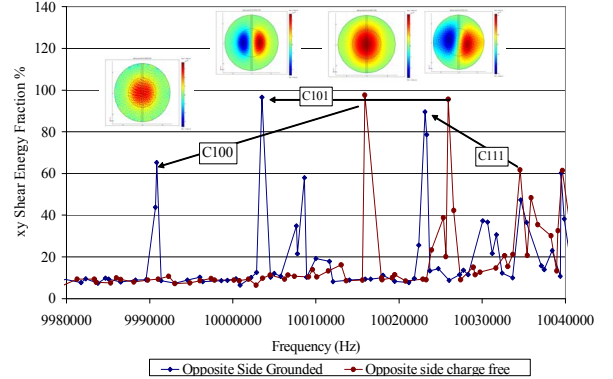 140
120
100
80
60
40
20
0
xy Shear Energy Fraction %
C101
C100
C111
9980000 9990000 10000000 10010000 10020000 10030000 10040000
Frequency (Hz)
Opposite Side Grounded Opposite side charge free